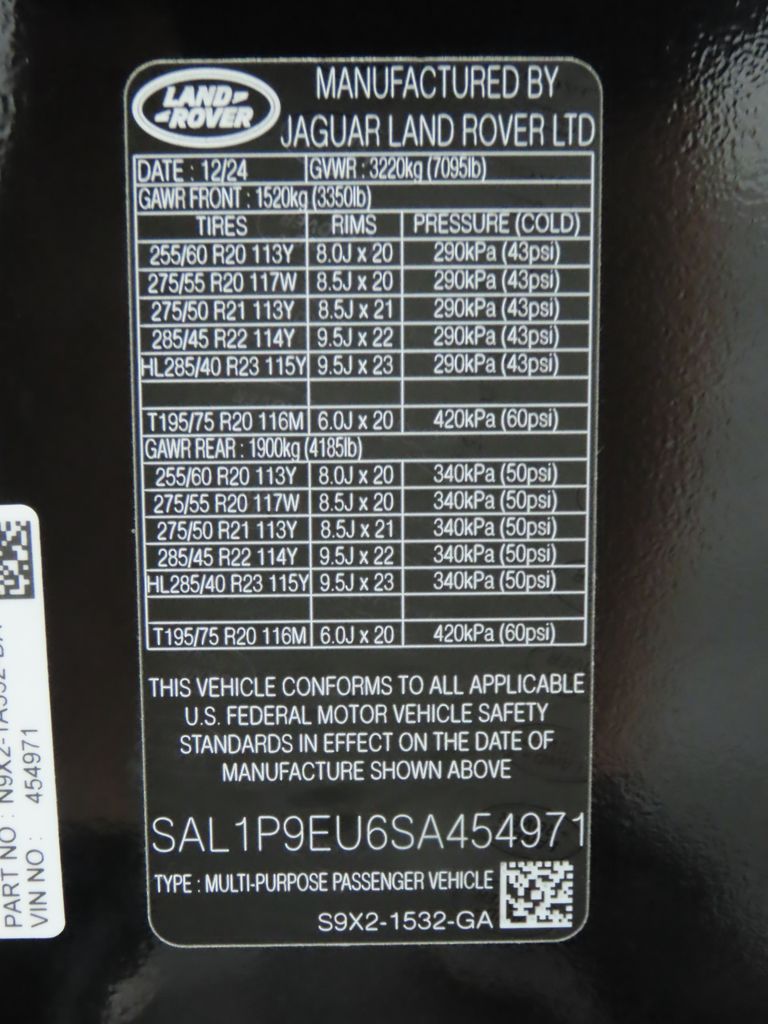 LAND
ROVER
MANUFACTURED BY
JAGUAR LAND ROVER LTD
DATE : 12/24 GVWR : 3220kg (7095lb)
GAWR FRONT : 1520kg (3350lb)
TIRES RIMS PRESSURE (COLD)
255/60 R20 113Y 8.0J x 20 290kPa (43psi)
275/55 R20 117W 8.5J x 20 290kPa (43psi)
275/50 R21 113Y 8.5J x 21 290kPa (43psi)
285/45 R22 114Y 9.5J x 22 290kPa (43psi)
HL285/40 R23 115Y 9.5J x 23 290kPa (43psi)
T195/75 R20 116M 6.0J x 20 420kPa (60psi)
GAWR REAR : 1900kg (4185lb)
255/60 R20 113Y 8.0J x 20 340kPa (50psi)
275/55 R20 117W 8.5J x 20 340kPa (50psi)
275/50 R21 113Y 8.5J x 21 340kPa (50psi)
285/45 R22 114Y 9.5J x 22 340kPa (50psi)
HL285/40 R23 115Y 9.5J x 23 340kPa (50psi)
T195/75 R20 116M 6.0J x 20 420kPa (60psi)
THIS VEHICLE CONFORMS TO ALL APPLICABLE
U.S. FEDERAL MOTOR VEHICLE SAFETY
STANDARDS IN EFFECT ON THE DATE OF
MANUFACTURE SHOWN ABOVE
SAL1P9EU6SA454971
TYPE : MULTI-PURPOSE PASSENGER VEHICLE
S9X2-1532-GA
PART NO :
VIN NO : 454971